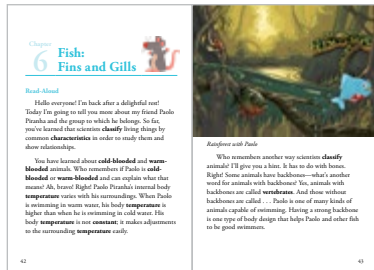 Chapter
6
Fish:
Fins and Gills
Read-Aloud
Hello everyone! I'm back after a delightful rest!
Today I'm going to tell you more about my friend Paolo
Piranha and the group to which he belongs. So far,
you've learned that scientists classify living things by
common characteristics in order to study them and
show relationships.
You have learned about cold-blooded and warm-
blooded animals. Who remembers if Paolo is cold-
blooded or warm-blooded and can explain what that
means? Ah, bravo! Right! Paolo Piranha's internal body
temperature varies with his surroundings. When Paolo
is swimming in warm water, his body temperature is
higher than when he is swimming in cold water. His
body temperature is not constant; it makes adjustments
to the surrounding temperature easily.
42
Rainforest with Paolo
Who remembers another way scientists classify
animals? I'll give you a hint. It has to do with bones.
Right! Some animals have backbones—what's another
word for animals with backbones? Yes, animals with
backbones are called vertebrates. And those without
backbones are called . . . Paolo is one of many kinds of
animals capable of swimming. Having a strong backbone
is one type of body design that helps Paolo and other fish
to be good swimmers.
43